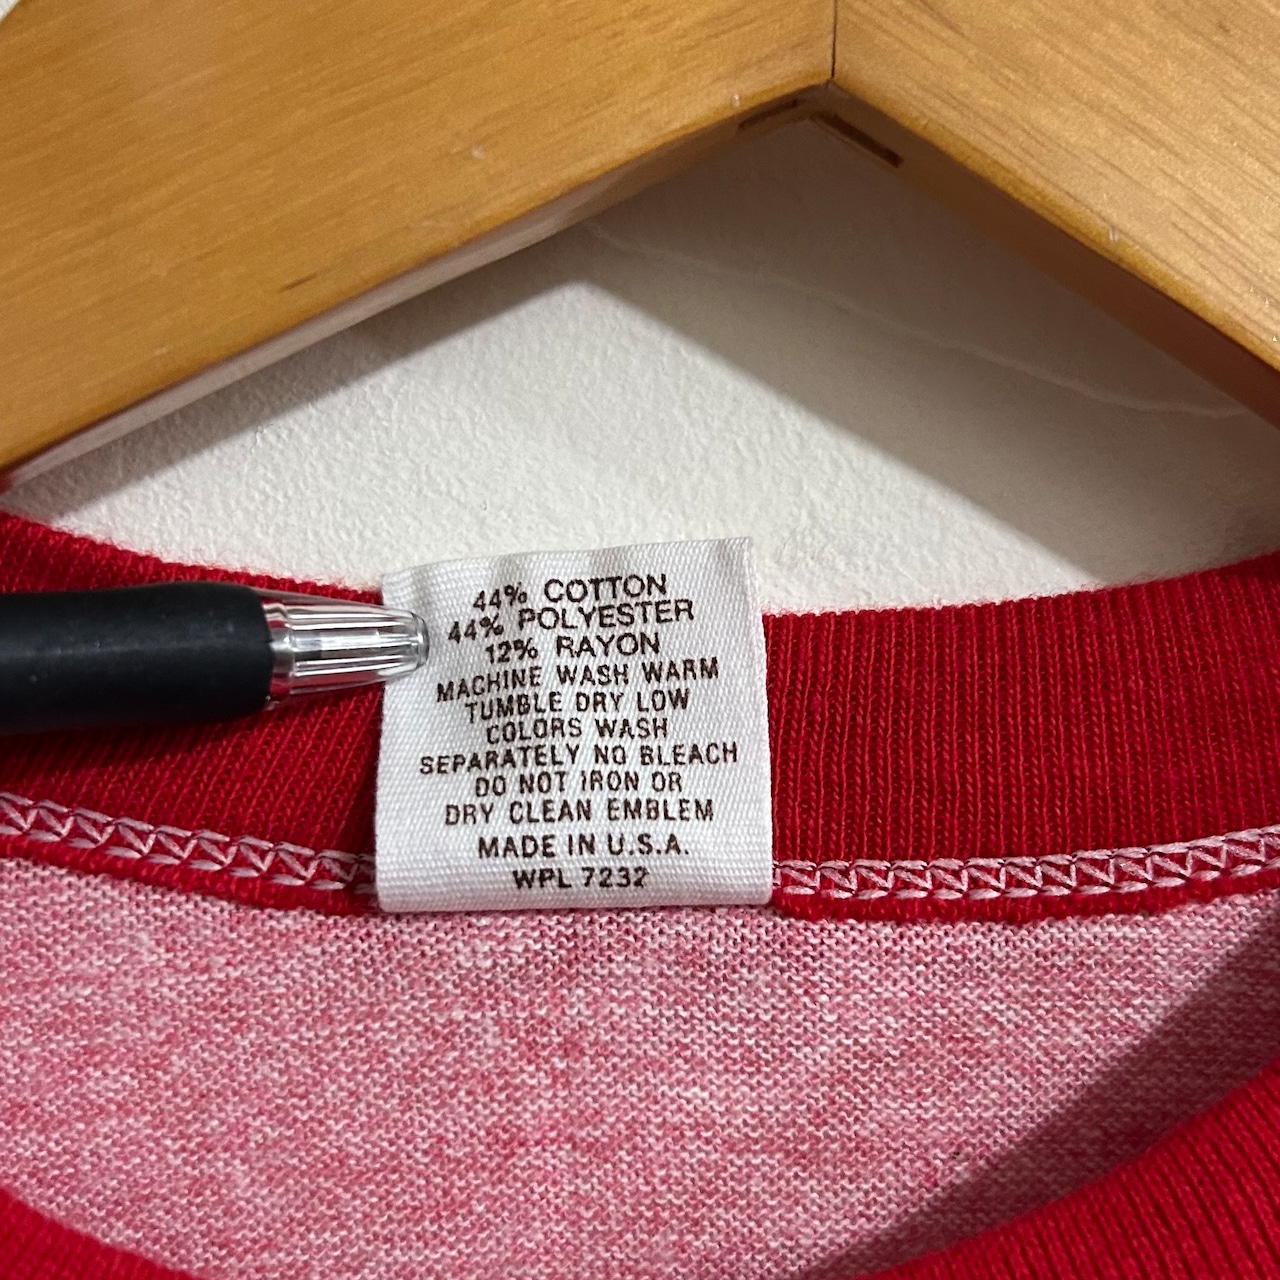 44% COTTON
44% POLYESTER
12% RAYON
MACHINE WASH WARM
TUMBLE DRY LOW
COLORS WASH
SEPARATELY NO BLEACH
DO NOT IRON OR
DRY CLEAN EMBLEM
MADE IN U.S.A.
WPL 7232